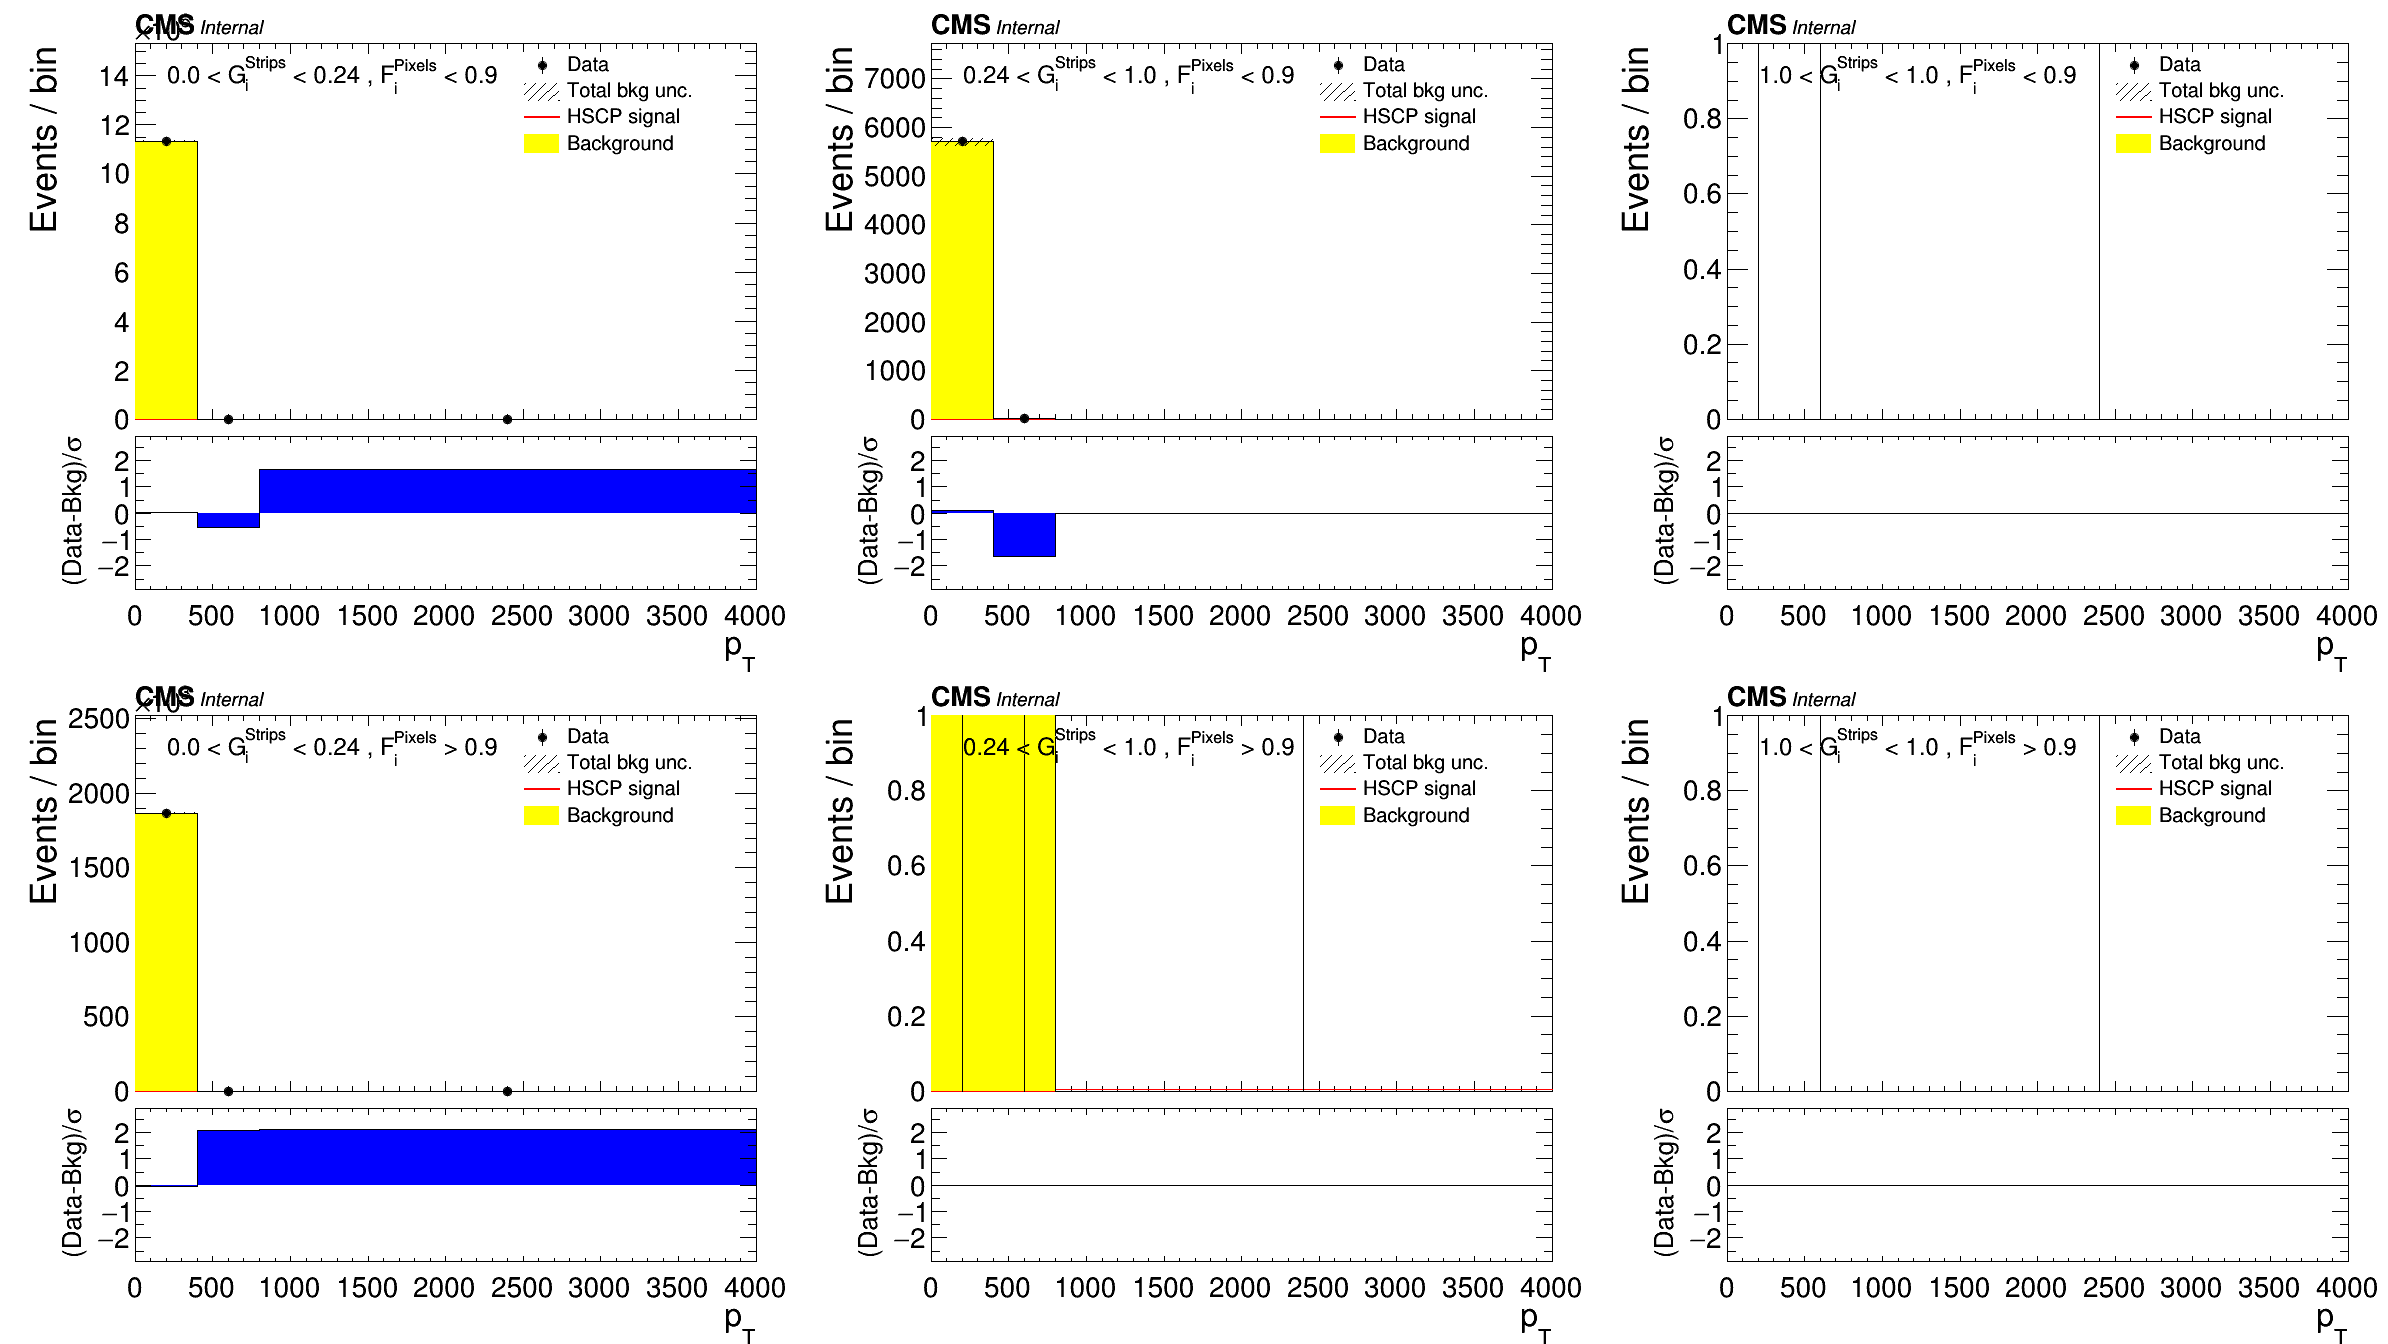 CMS Internal
Events / bin
0.0 < G_i^Strips < 0.24 , F_i^Pixels < 0.9
Data
Total bkg unc.
HSCP signal
Background
14
12
10
8
6
4
2
0
(Data-Bkg)/σ
2
1
0
−1
−2
0 500 1000 1500 2000 2500 3000 3500 4000
p_T
CMS Internal
Events / bin
0.24 < G_i^Strips < 1.0 , F_i^Pixels < 0.9
Data
Total bkg unc.
HSCP signal
Background
7000
6000
5000
4000
3000
2000
1000
0
(Data-Bkg)/σ
2
1
0
−1
−2
0 500 1000 1500 2000 2500 3000 3500 4000
p_T
CMS Internal
Events / bin
1.0 < G_i^Strips < 1.0 , F_i^Pixels < 0.9
Data
Total bkg unc.
HSCP signal
Background
1
0.8
0.6
0.4
0.2
0
(Data-Bkg)/σ
2
1
0
−1
−2
0 500 1000 1500 2000 2500 3000 3500 4000
p_T
CMS Internal
Events / bin
0.0 < G_i^Strips < 0.24 , F_i^Pixels > 0.9
Data
Total bkg unc.
HSCP signal
Background
2500
2000
1500
1000
500
0
(Data-Bkg)/σ
2
1
0
−1
−2
0 500 1000 1500 2000 2500 3000 3500 4000
p_T
CMS Internal
Events / bin
0.24 < G_i^Strips < 1.0 , F_i^Pixels > 0.9
Data
Total bkg unc.
HSCP signal
Background
1
0.8
0.6
0.4
0.2
0
(Data-Bkg)/σ
2
1
0
−1
−2
0 500 1000 1500 2000 2500 3000 3500 4000
p_T
CMS Internal
Events / bin
1.0 < G_i^Strips < 1.0 , F_i^Pixels > 0.9
Data
Total bkg unc.
HSCP signal
Background
1
0.8
0.6
0.4
0.2
0
(Data-Bkg)/σ
2
1
0
−1
−2
0 500 1000 1500 2000 2500 3000 3500 4000
p_T